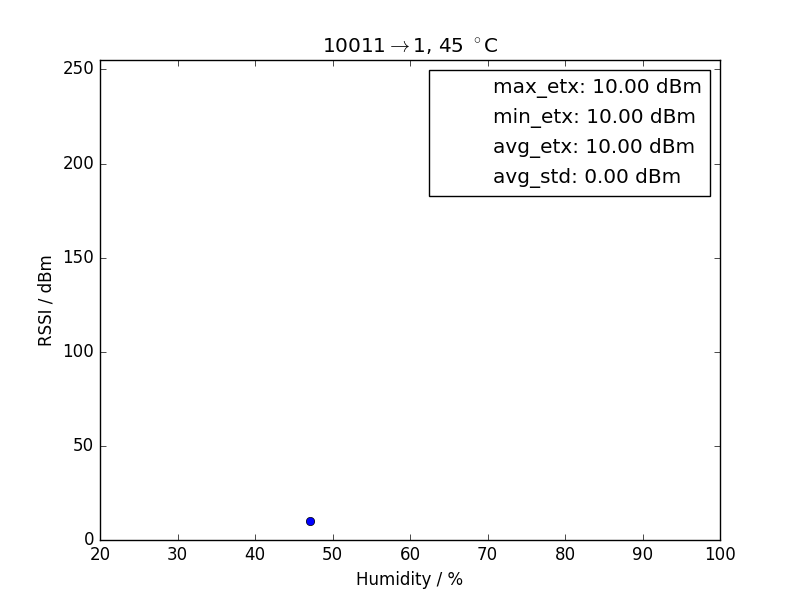 10011→1, 45 °C
max_etx: 10.00 dBm
min_etx: 10.00 dBm
avg_etx: 10.00 dBm
avg_std: 0.00 dBm
RSSI / dBm
250
200
150
100
50
0
20 30 40 50 60 70 80 90 100
Humidity / %